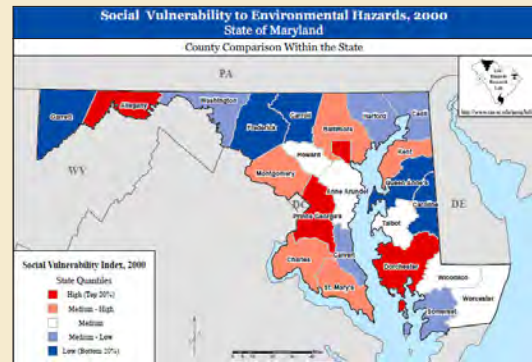 Social Vulnerability to Environmental Hazards, 2000
State of Maryland
County Comparison Within the State
PA
Garrett
Allegany
Washington
Frederick
Carroll
Baltimore
Harford
Cecil
Kent
Howard
Montgomery
Anne Arundel
Queen Anne's
WV
DC
DE
Caroline
Prince George's
Talbot
Calvert
Charles
Dorchester
St. Mary's
Wicomico
Worcester
Somerset
Social Vulnerability Index, 2000
State Quantiles
High (Top 20%)
Medium - High
Medium
Medium - Low
Low (Bottom 20%)